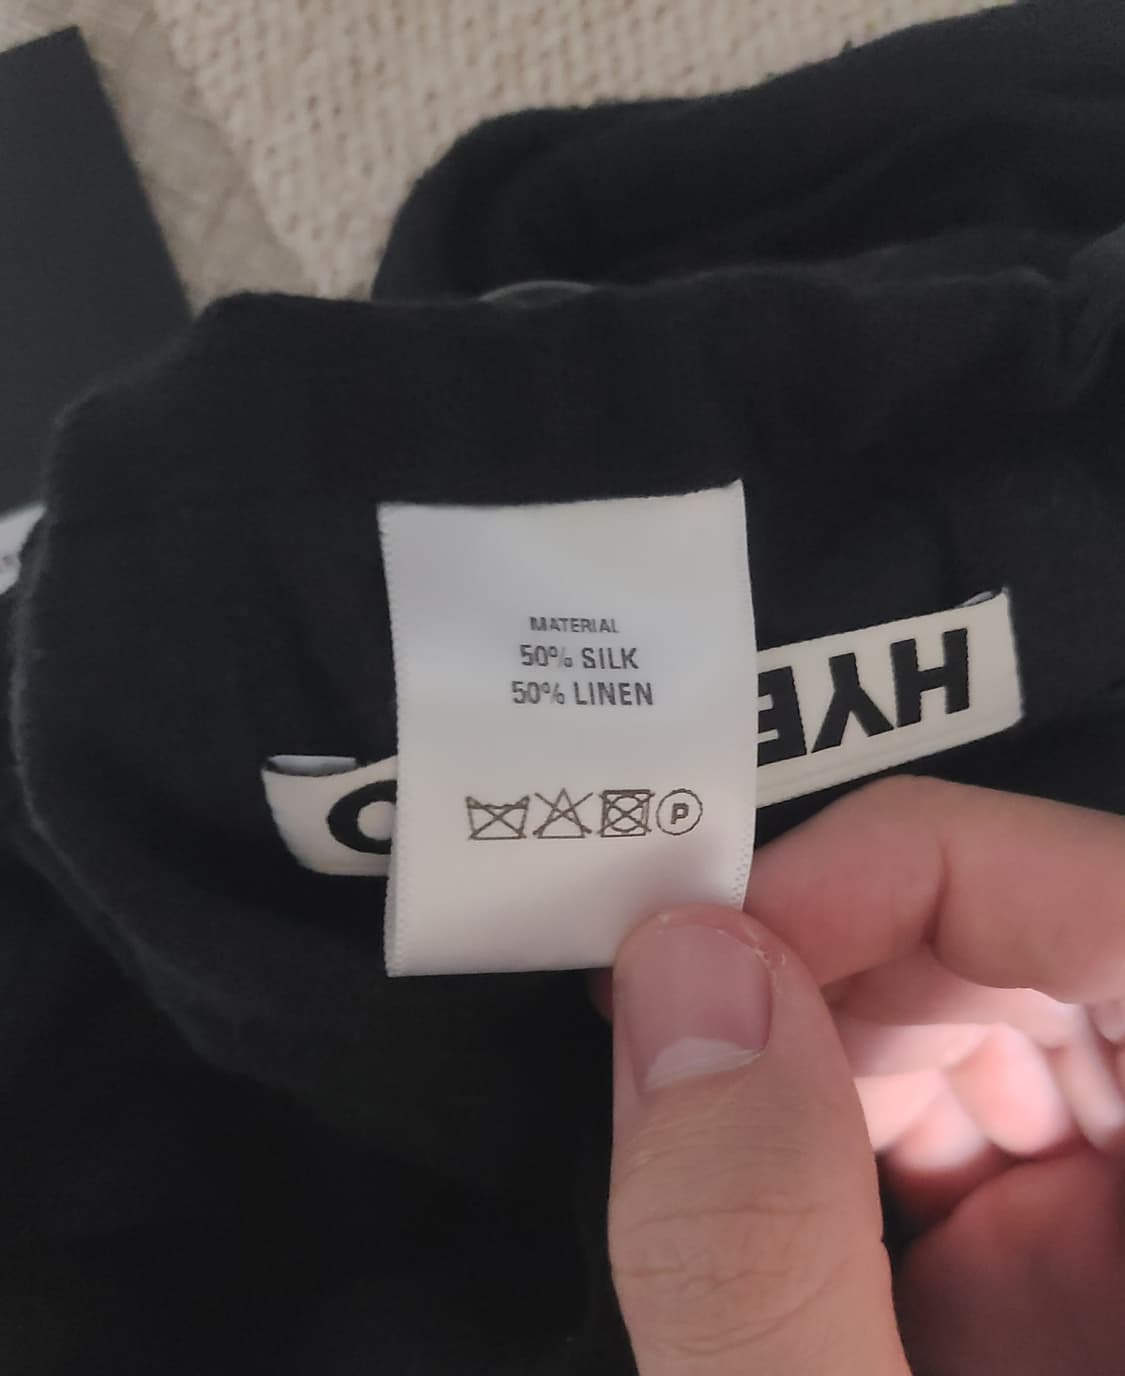 MATERIAL
50% SILK
50% LINEN
P
HYE
O